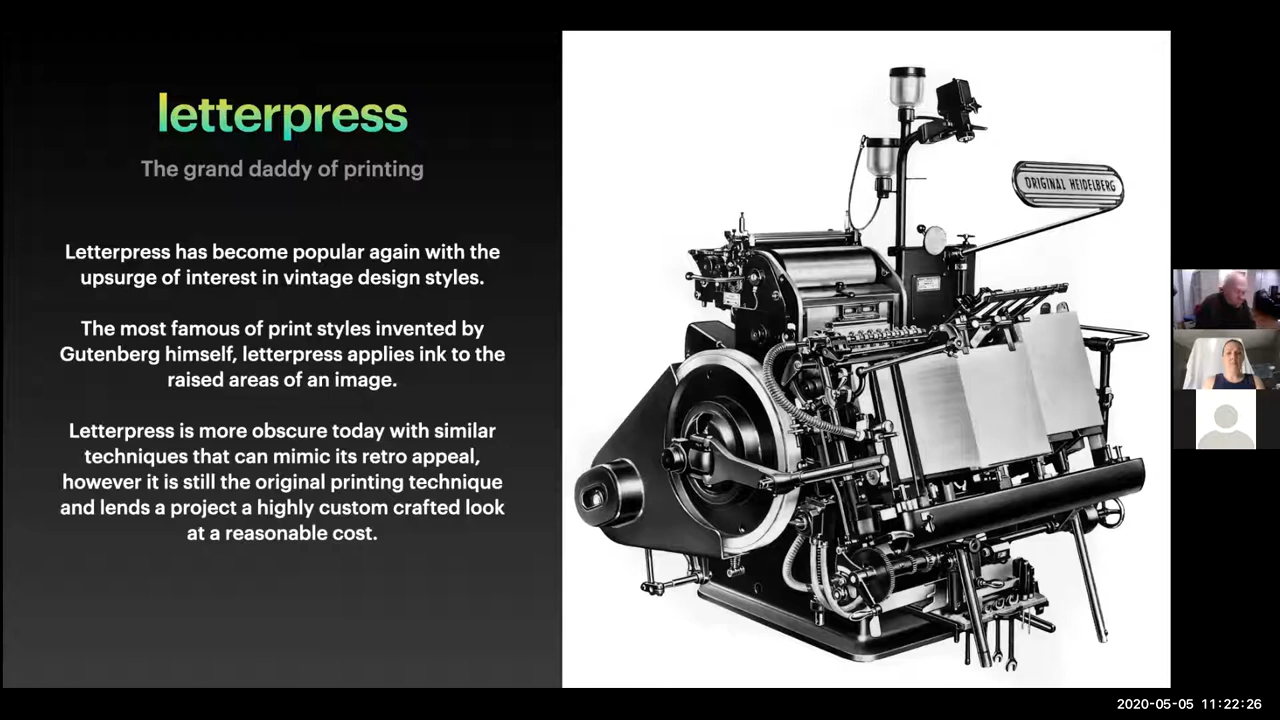 letterpress
The grand daddy of printing
Letterpress has become popular again with the
upsurge of interest in vintage design styles.
The most famous of print styles invented by
Gutenberg himself, letterpress applies ink to the
raised areas of an image.
Letterpress is more obscure today with similar
techniques that can mimic its retro appeal,
however it is still the original printing technique
and lends a project a highly custom crafted look
at a reasonable cost.
ORIGINAL HEIDELBERG
2020-05-05 11:22:26